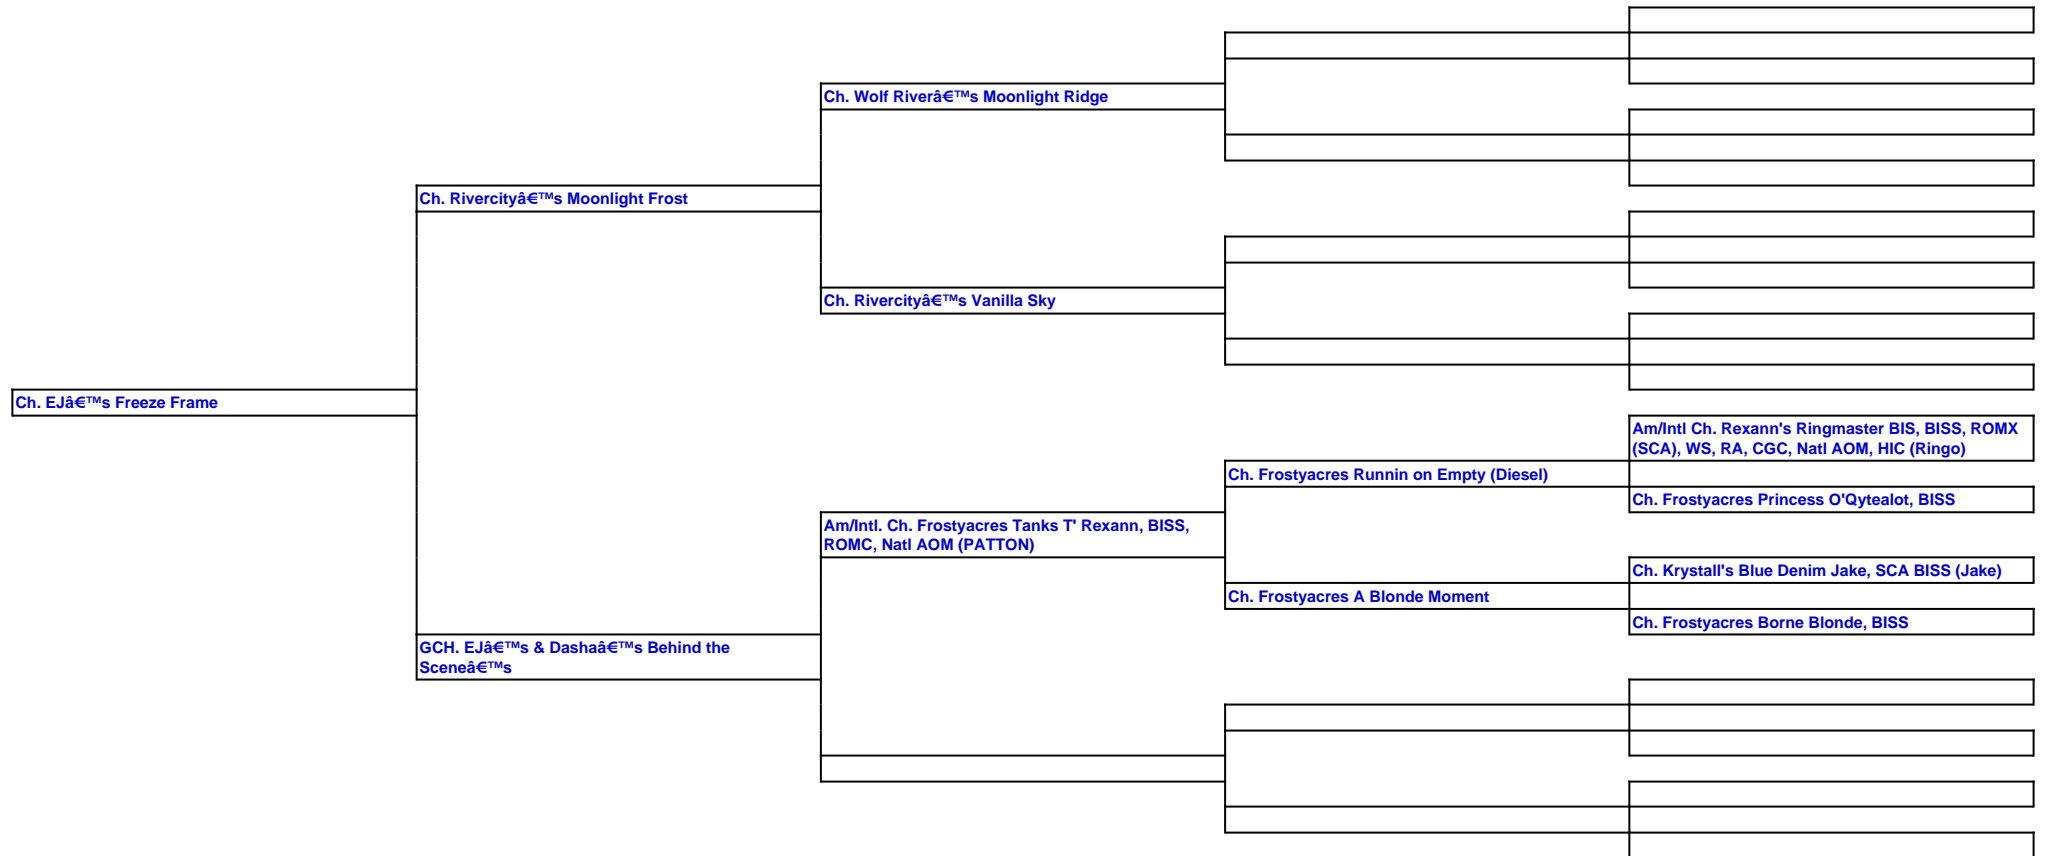 Ch. Wolf Riverâ€™s Moonlight Ridge
Ch. Rivercityâ€™s Moonlight Frost
Ch. Rivercityâ€™s Vanilla Sky
Ch. EJâ€™s Freeze Frame
Am/Intl Ch. Rexann's Ringmaster BIS, BISS, ROMX
(SCA), WS, RA, CGC, Natl AOM, HIC (Ringo)
Ch. Frostyacres Runnin on Empty (Diesel)
Ch. Frostyacres Princess O'Qytealot, BISS
Am/Intl. Ch. Frostyacres Tanks T' Rexann, BISS,
ROMC, Natl AOM (PATTON)
Ch. Krystall's Blue Denim Jake, SCA BISS (Jake)
Ch. Frostyacres A Blonde Moment
Ch. Frostyacres Borne Blonde, BISS
GCH. EJâ€™s & Dashaâ€™s Behind the
Sceneâ€™s